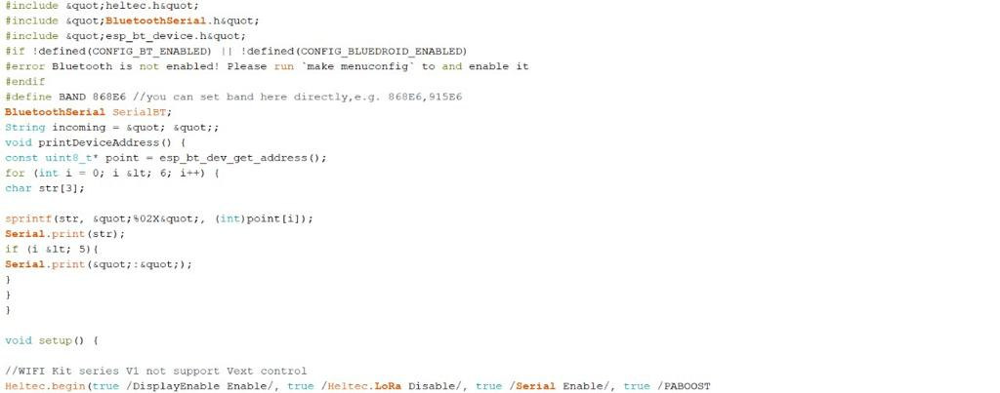 #include &quot;heltec.h&quot;
#include &quot;BluetoothSerial.h&quot;
#include &quot;esp_bt_device.h&quot;
#if !defined(CONFIG_BT_ENABLED) || !defined(CONFIG_BLUEDROID_ENABLED)
#error Bluetooth is not enabled! Please run `make menuconfig` to and enable it
#endif
#define BAND 868E6 //you can set band here directly,e.g. 868E6,915E6
BluetoothSerial SerialBT;
String incoming = &quot; &quot;;
void printDeviceAddress() {
const uint8_t* point = esp_bt_dev_get_address();
for (int i = 0; i &lt; 6; i++) {
char str[3];
sprintf(str, &quot;%02X&quot;, (int)point[i]);
Serial.print(str);
if (i &lt; 5){
Serial.print(&quot;:&quot;);
}
}
}
void setup() {
//WIFI Kit series V1 not support Vext control
Heltec.begin(true /DisplayEnable Enable/, true /Heltec.LoRa Disable/, true /Serial Enable/, true /PABOOST